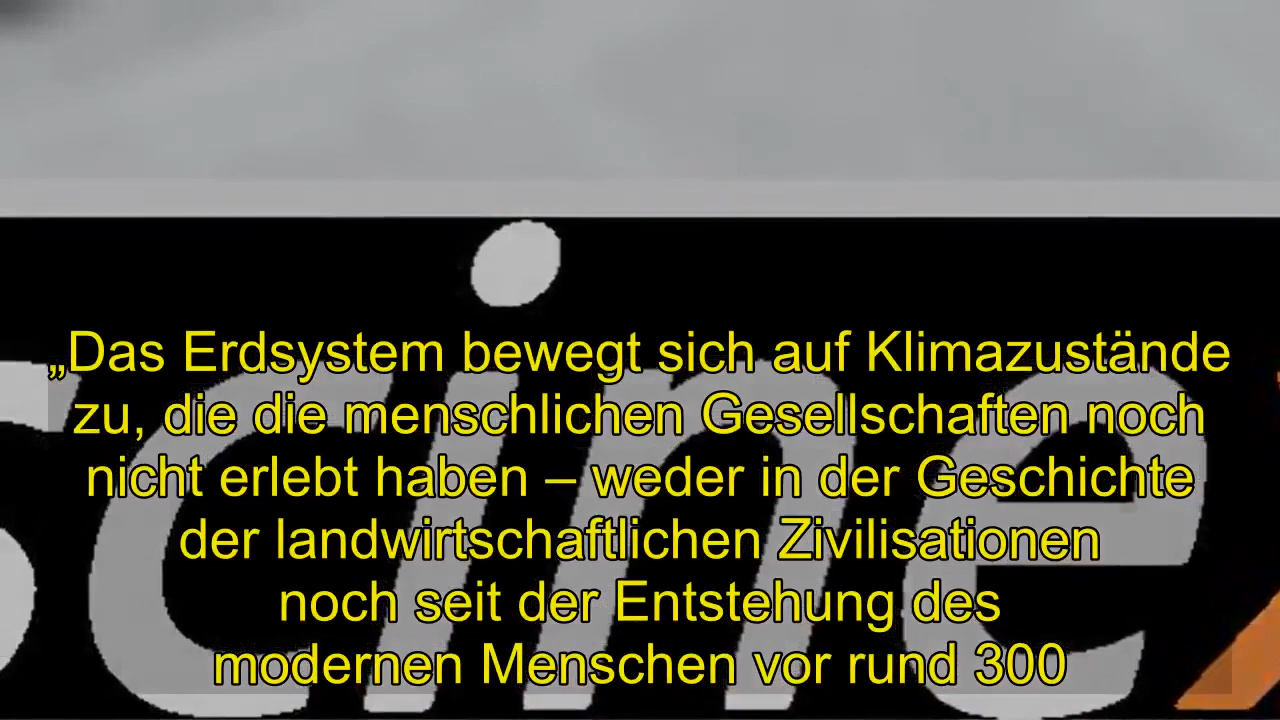 scinex
„Das Erdsystem bewegt sich auf Klimazustände
zu, die die menschlichen Gesellschaften noch
nicht erlebt haben – weder in der Geschichte
der landwirtschaftlichen Zivilisationen
noch seit der Entstehung des
modernen Menschen vor rund 300